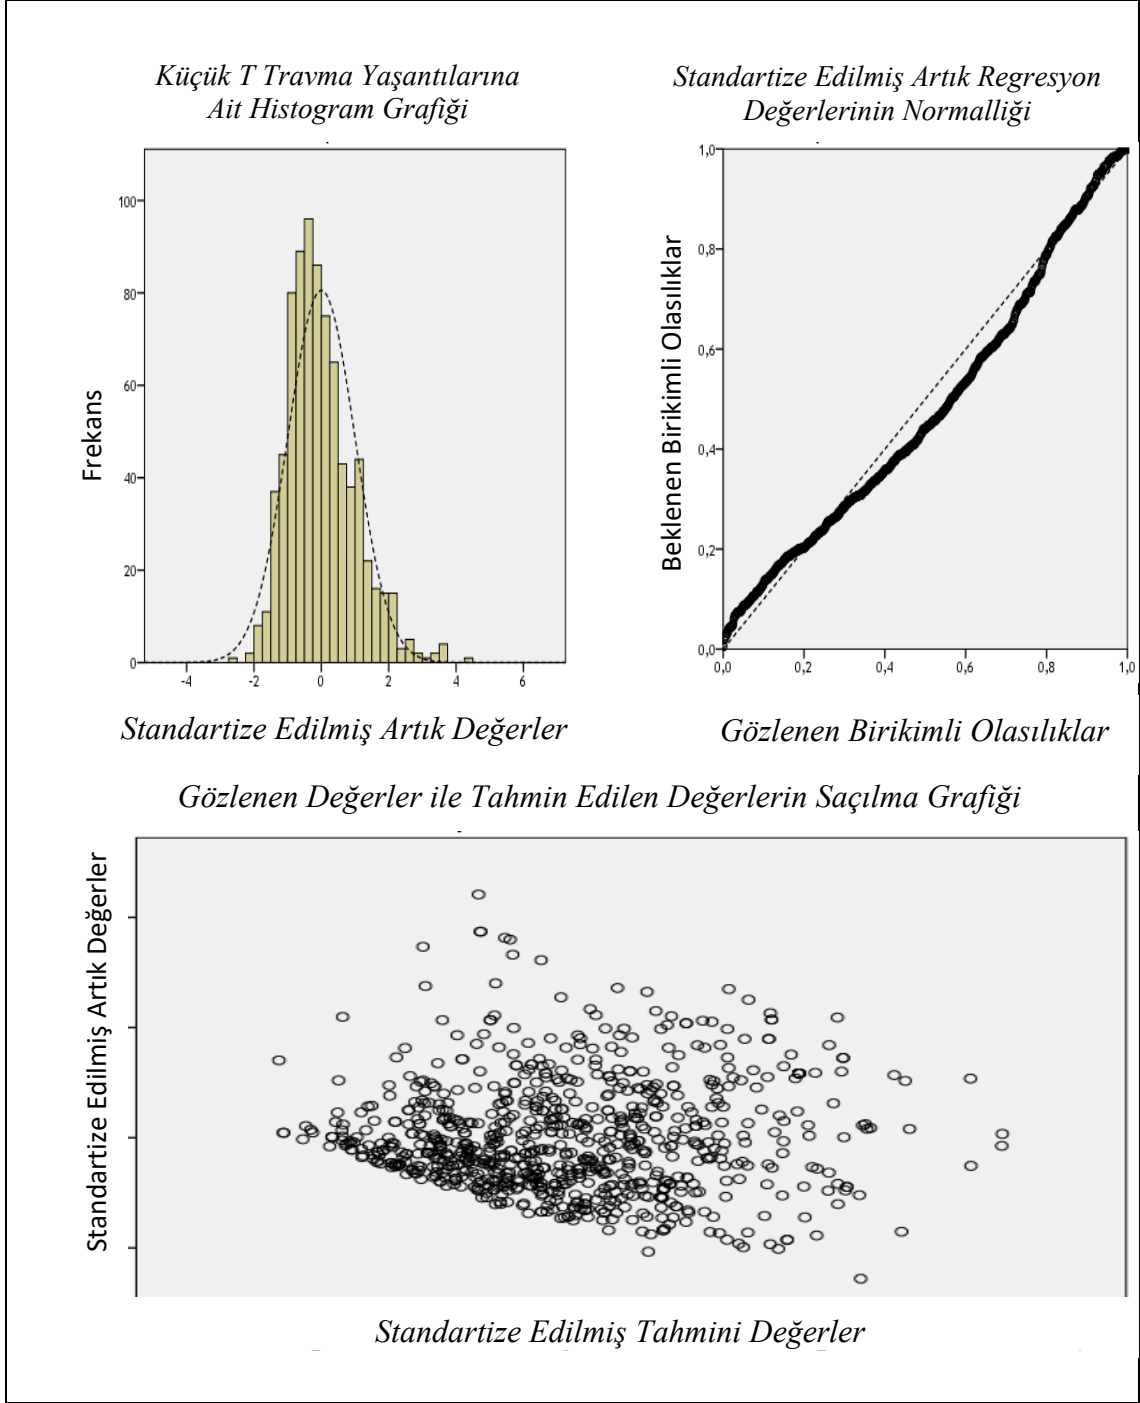 Küçük T Travma Yaşantılarına
Ait Histogram Grafiği
Frekans
100
80
60
40
20
0
-4 -2 0 2 4 6
Standartize Edilmiş Artık Değerler
Standartize Edilmiş Artık Regresyon
Değerlerinin Normalliği
Beklenen Birikimli Olasılıklar
1,0
0,8
0,6
0,4
0,2
0,0
0,0 0,2 0,4 0,6 0,8 1,0
Gözlenen Birikimli Olasılıklar
Gözlenen Değerler ile Tahmin Edilen Değerlerin Saçılma Grafiği
Standartize Edilmiş Artık Değerler
Standartize Edilmiş Tahmini Değerler